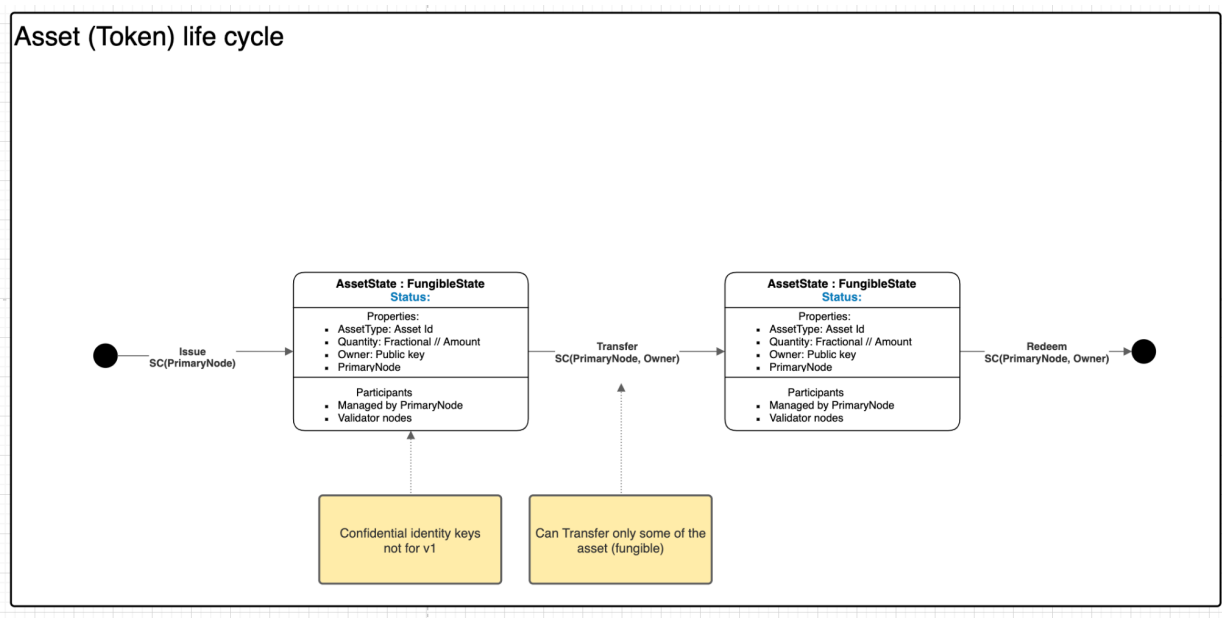 Asset (Token) life cycle
AssetState : FungibleState
Status:
Properties:
▪ AssetType: Asset Id
▪ Quantity: Fractional // Amount
▪ Owner: Public key
▪ PrimaryNode
Participants
▪ Managed by PrimaryNode
▪ Validator nodes
AssetState : FungibleState
Status:
Properties:
▪ AssetType: Asset Id
▪ Quantity: Fractional // Amount
▪ Owner: Public key
▪ PrimaryNode
Participants
▪ Managed by PrimaryNode
▪ Validator nodes
Issue
SC(PrimaryNode)
Transfer
SC(PrimaryNode, Owner)
Redeem
SC(PrimaryNode, Owner)
Confidential identity keys
not for v1
Can Transfer only some of the
asset (fungible)